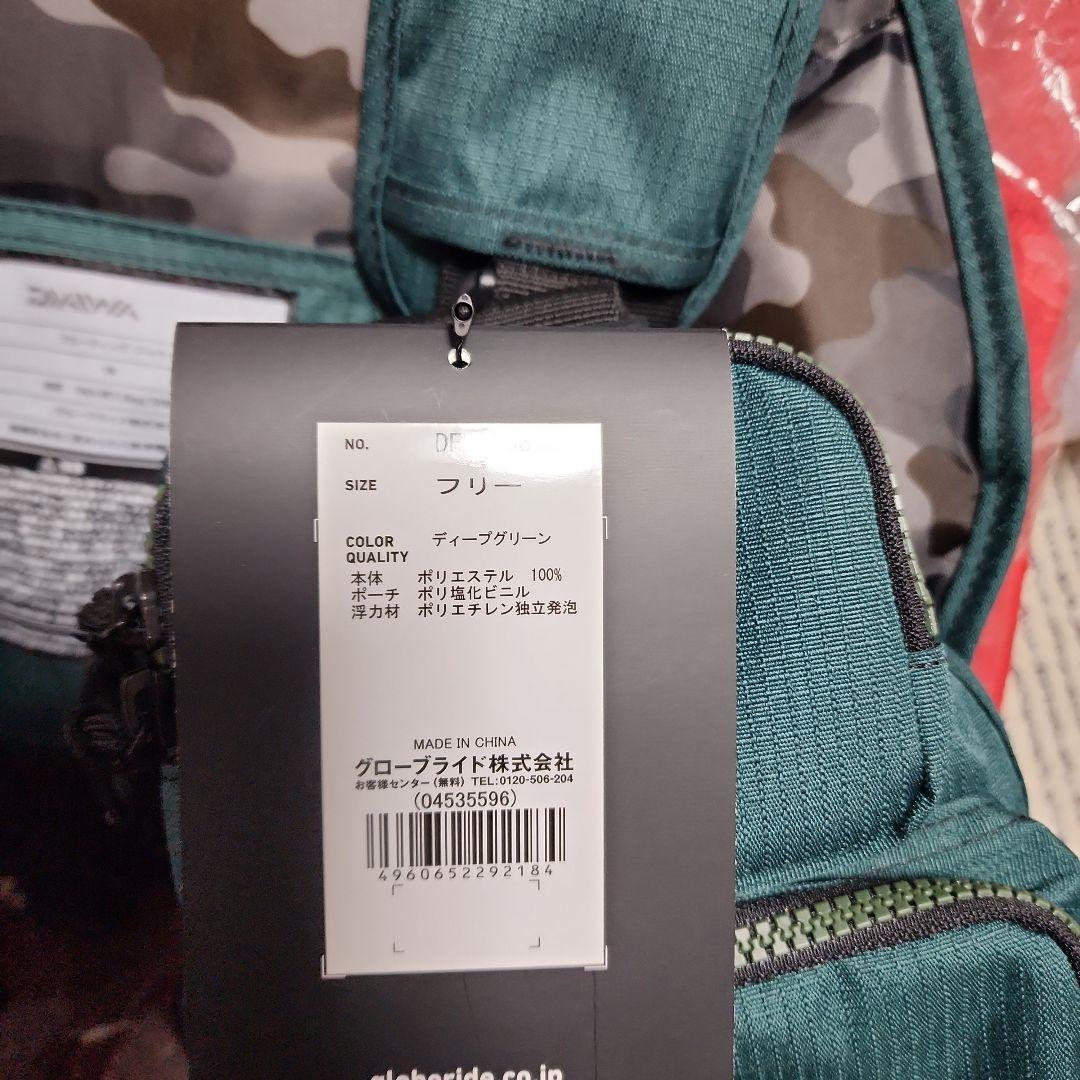 DAIWA
NO.
SIZE フリー
COLOR ディープグリーン
QUALITY
本体 ポリエステル 100%
ポーチ ポリ塩化ビニル
浮力材 ポリエチレン独立発泡
MADE IN CHINA
グローブライド株式会社
お客様センター(無料) TEL:0120-506-204
(04535596)
4960652292184
globeride.co.jp